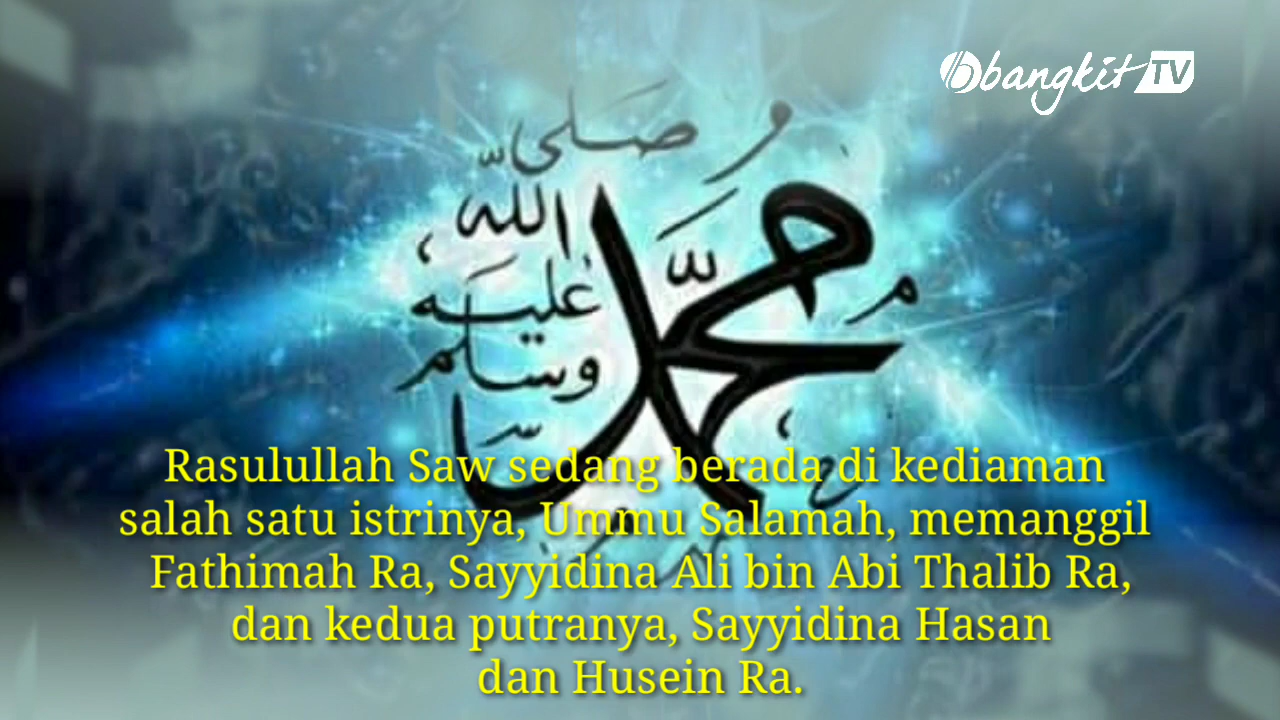 bangkit TV
صلى
الله
عليه
وسلم
محمد
Rasulullah Saw sedang berada di kediaman
salah satu istrinya, Ummu Salamah, memanggil
Fathimah Ra, Sayyidina Ali bin Abi Thalib Ra,
dan kedua putranya, Sayyidina Hasan
dan Husein Ra.